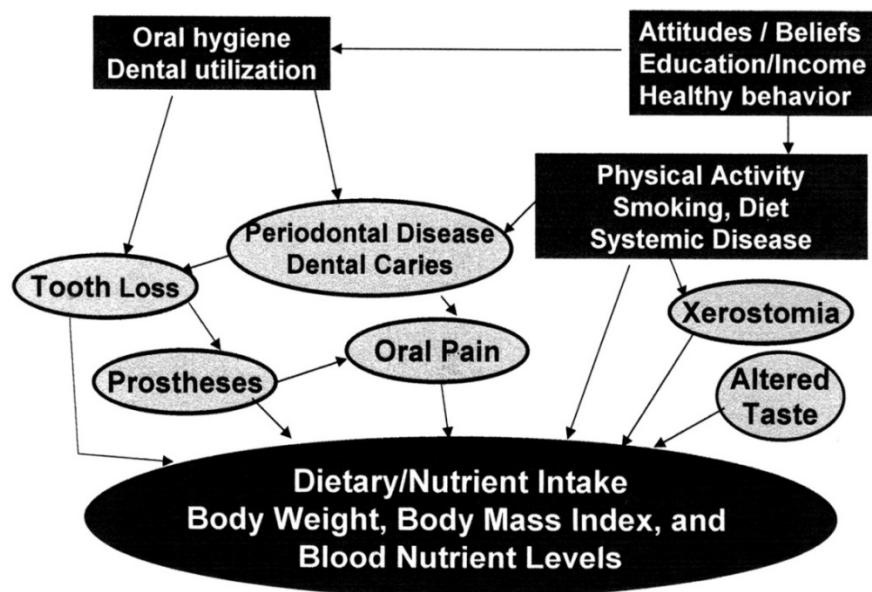 Oral hygiene
Dental utilization
Attitudes / Beliefs
Education/Income
Healthy behavior
Physical Activity
Smoking, Diet
Systemic Disease
Periodontal Disease
Dental Caries
Tooth Loss
Xerostomia
Oral Pain
Prostheses
Altered
Taste
Dietary/Nutrient Intake
Body Weight, Body Mass Index, and
Blood Nutrient Levels